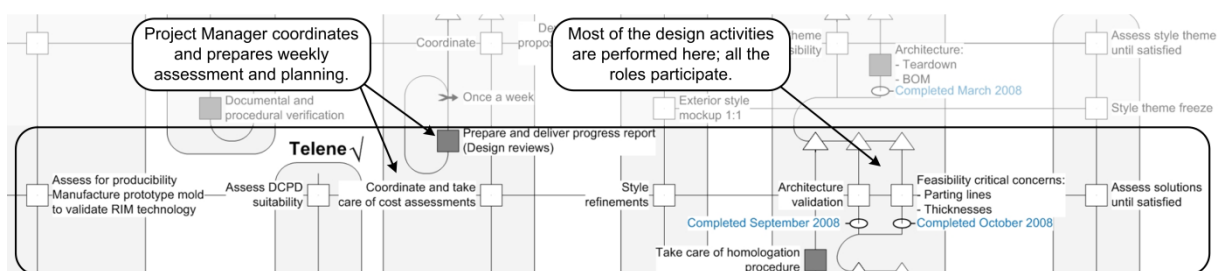 Project Manager coordinates
and prepares weekly
assessment and planning.
Most of the design activities
are performed here; all the
roles participate.
Coordinate
Architecture:
- Teardown
- BOM
Completed March 2008
Assess style theme
until satisfied
Documental and
procedural verification
Once a week
Exterior style
mockup 1:1
Style theme freeze
Telene
Prepare and deliver progress report
(Design reviews)
Assess for producibility
Manufacture prototype mold
to validate RIM technology
Assess DCPD
suitability
Coordinate and take
care of cost assessments
Style
refinements
Architecture
validation
Completed September 2008
Feasibility critical concerns:
- Parting lines
- Thicknesses
Completed October 2008
Assess solutions
until satisfied
Take care of homologation
procedure